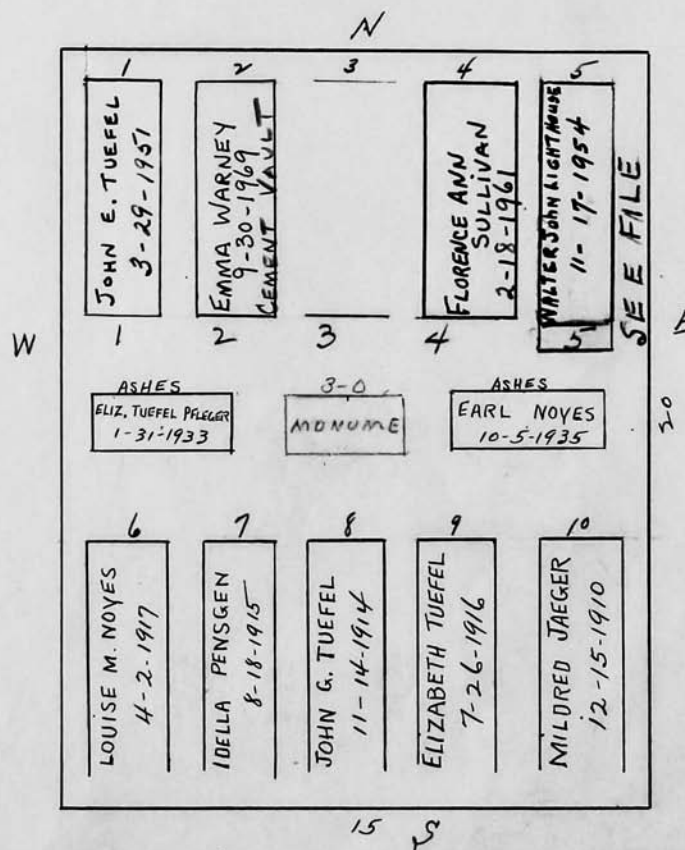 N
1 2 3 4 5
JOHN E. TUEFEL
3-29-1951
EMMA WARNEY
9-30-1969
CEMENT VAULT
FLORENCE ANN
SULLIVAN
2-18-1961
WALTER JOHN LIGHTHOUSE
11-17-1954
SEE FILE
1 2 3 4 5
W
ASHES
ELIZ. TUEFEL PFLEGER
1-31-1933
3-0
MONUME
ASHES
EARL NOYES
10-5-1935
20
6 7 8 9 10
LOUISE M. NOYES
4-2-1917
IDELLA PENSGEN
8-18-1915
JOHN G. TUEFEL
11-14-1914
ELIZABETH TUEFEL
7-26-1916
MILDRED JAEGER
12-15-1910
15
S